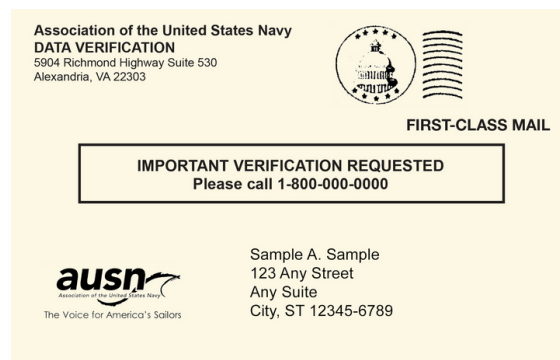 Association of the United States Navy
DATA VERIFICATION
5904 Richmond Highway Suite 530
Alexandria, VA 22303
FIRST-CLASS MAIL
IMPORTANT VERIFICATION REQUESTED
Please call 1-800-000-0000
Sample A. Sample
123 Any Street
Any Suite
City, ST 12345-6789
ausn
Association of the United States Navy
The Voice for America's Sailors